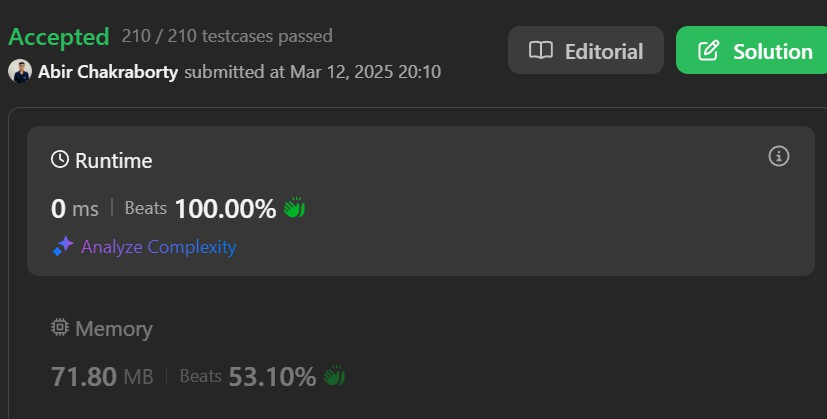 Accepted 210 / 210 testcases passed
Editorial
Solution
Abir Chakraborty submitted at Mar 12, 2025 20:10
Runtime
0 ms | Beats 100.00%
Analyze Complexity
Memory
71.80 MB | Beats 53.10%